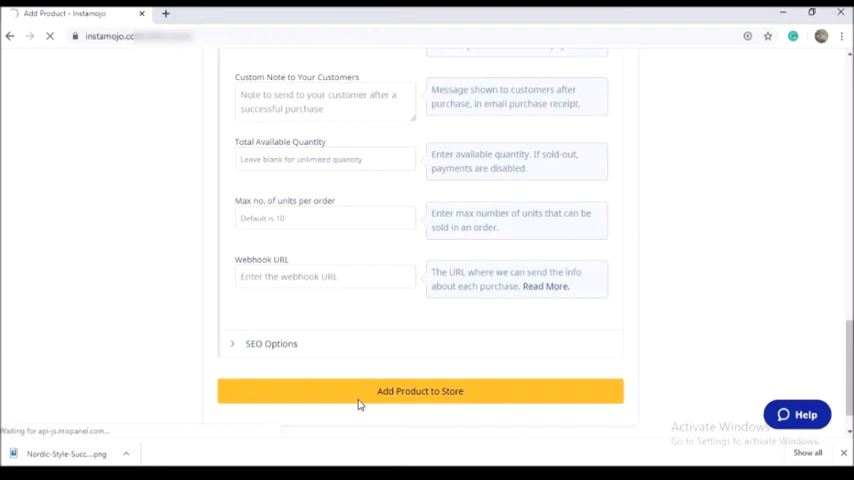 Add Product - Instamojo
instamojo.co
Custom Note to Your Customers
Note to send to your customer after a
successful purchase
Message shown to customers after
purchase, in email purchase receipt.
Total Available Quantity
Leave blank for unlimited quantity
Enter available quantity. If sold-out,
payments are disabled.
Max no. of units per order
Default is 10
Enter max number of units that can be
sold in an order.
Webhook URL
Enter the webhook URL
The URL where we can send the info
about each purchase. Read More.
SEO Options
Add Product to Store
Help
Waiting for api-js.mixpanel.com...
Activate Windows
Go to Settings to activate Windows.
Nordic-Style-Succ....png
Show all